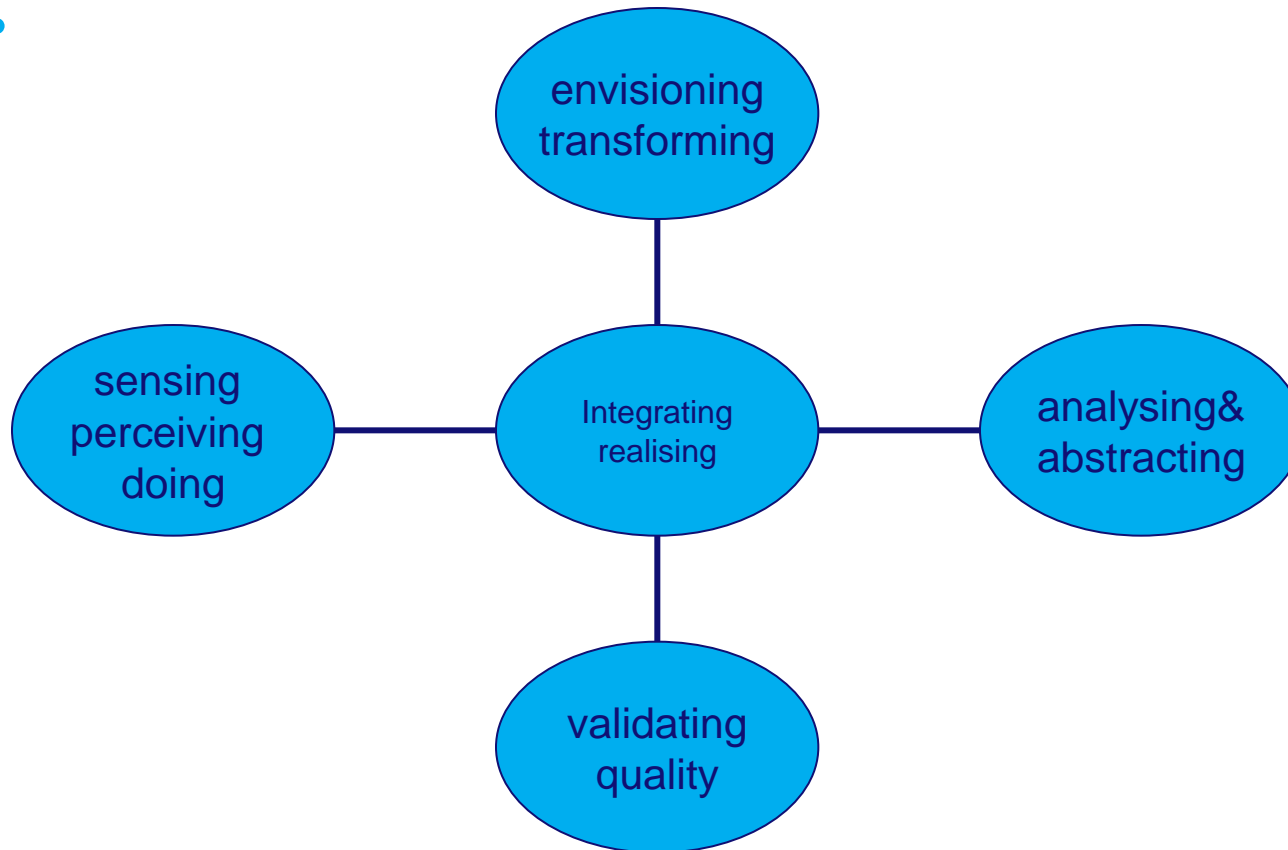 envisioning
transforming
sensing
perceiving
doing
Integrating
realising
analysing&
abstracting
validating
quality